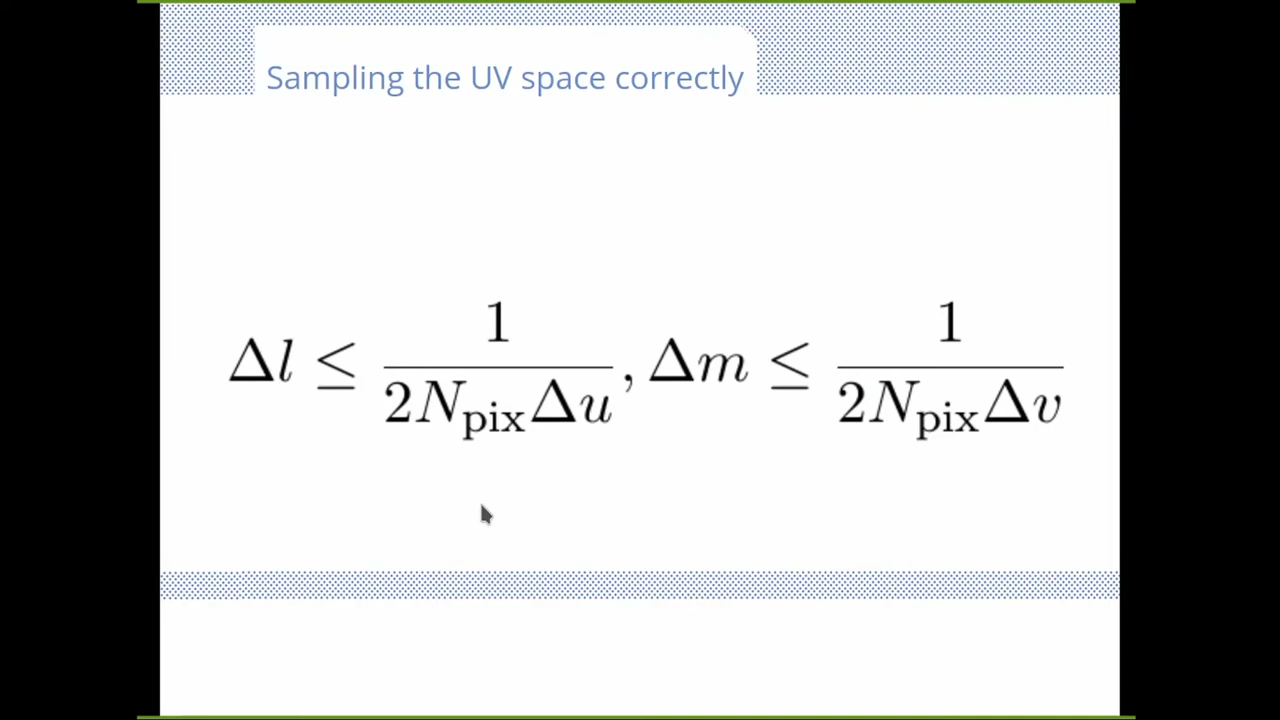 Sampling the UV space correctly
Δl ≤ 1 / 2N_pix Δu , Δm ≤ 1 / 2N_pix Δv